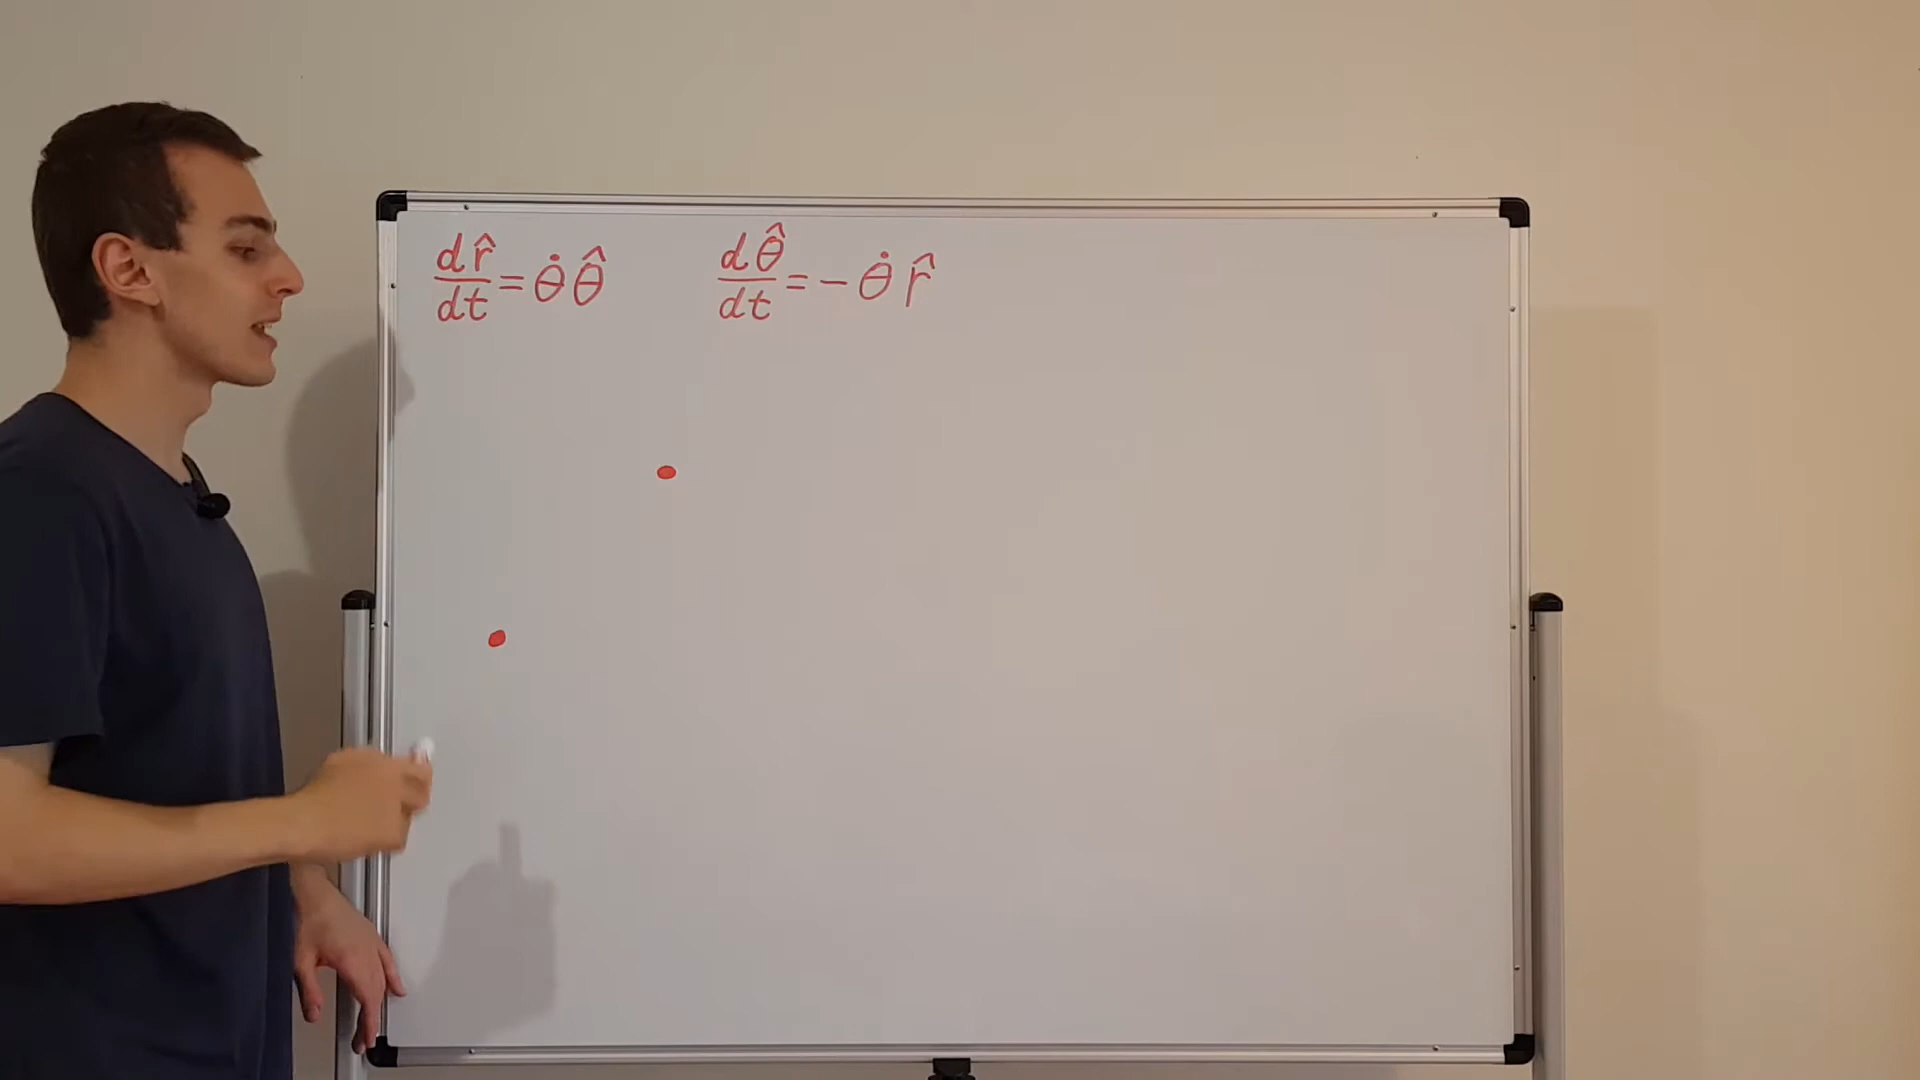 dr̂/dt = θ̇ θ̂    dθ̂/dt = − θ̇ r̂